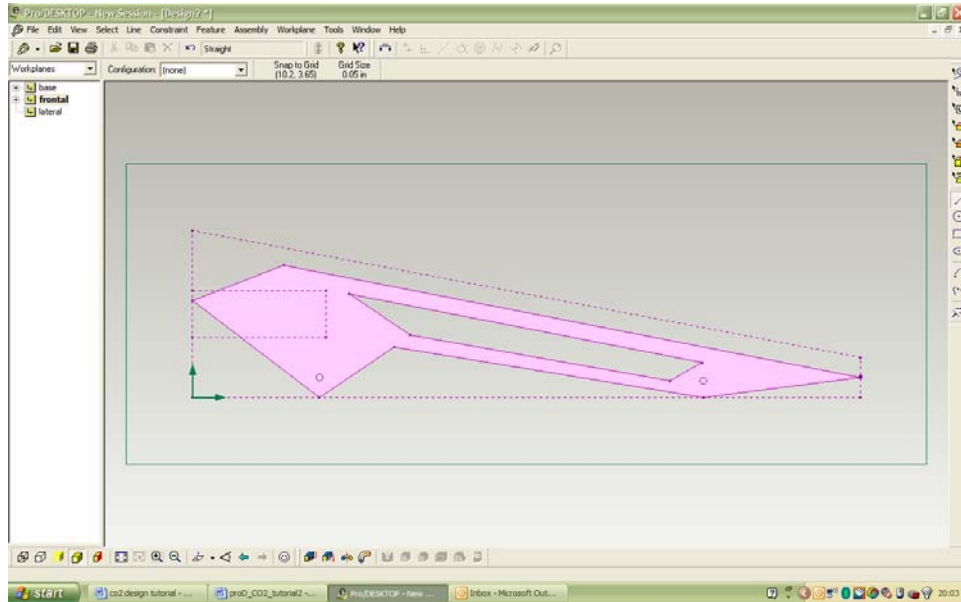 Pro/DESKTOP - New Session - [Design2 *]
File Edit View Select Line Constraint Feature Assembly Workplane Tools Window Help
Straight
Workplanes
Configuration: (none)
Snap to Grid
(10.2, 3.65)
Grid Size
0.05 in
base
frontal
lateral
start
co2 design tutorial - ...
proD_CO2_tutorial2 -...
Pro/DESKTOP - New ...
Inbox - Microsoft Out...
20:03